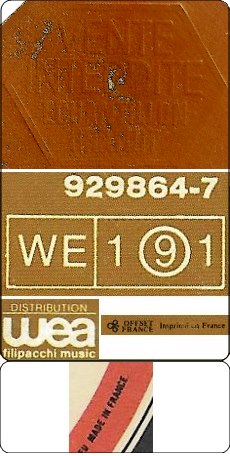 VENTE
INTERDITE
929864-7
WE 1 9 1
DISTRIBUTION
wea
filipacchi music
OFFSET
FRANCE
Imprimé en France
EU MADE IN FRANCE